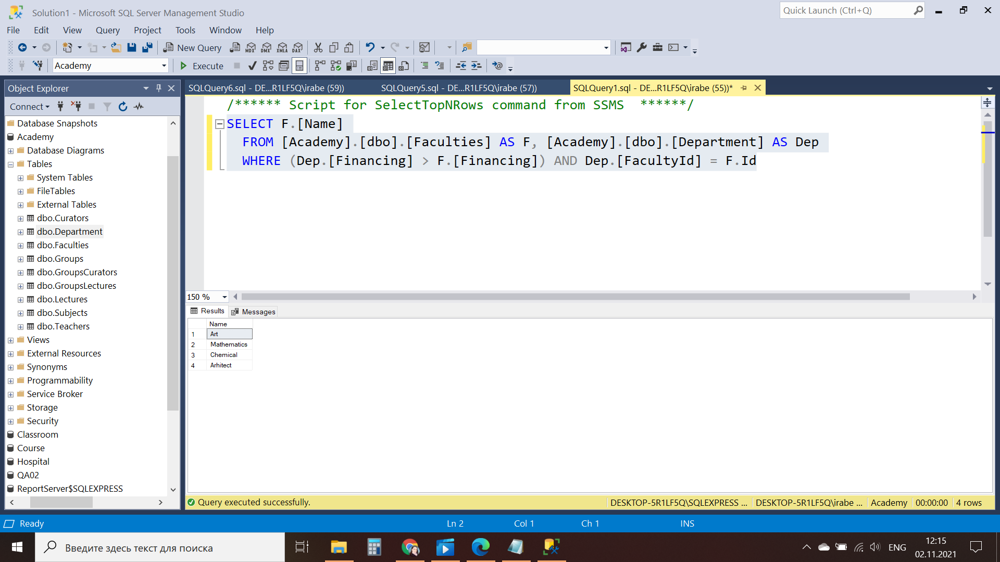 Solution1 - Microsoft SQL Server Management Studio
Quick Launch (Ctrl+Q)
File Edit View Query Project Tools Window Help
New Query MDX DMX XMLA DAX
Academy Execute
Object Explorer
SQLQuery6.sql - DE...R1LF5Q\irabe (59))
SQLQuery5.sql - DE...R1LF5Q\irabe (57))
SQLQuery1.sql - DE...R1LF5Q\irabe (55))*
Connect
Database Snapshots
Academy
Database Diagrams
Tables
System Tables
FileTables
External Tables
dbo.Curators
dbo.Department
dbo.Faculties
dbo.Groups
dbo.GroupsCurators
dbo.GroupsLectures
dbo.Lectures
dbo.Subjects
dbo.Teachers
Views
External Resources
Synonyms
Programmability
Service Broker
Storage
Security
Classroom
Course
Hospital
QA02
ReportServer$SQLEXPRESS
/****** Script for SelectTopNRows command from SSMS  ******/
SELECT F.[Name]
FROM [Academy].[dbo].[Faculties] AS F, [Academy].[dbo].[Department] AS Dep
WHERE (Dep.[Financing] > F.[Financing]) AND Dep.[FacultyId] = F.Id
150 %
Results Messages
Name
1 Art
2 Mathematics
3 Chemical
4 Arhitect
Query executed successfully.
DESKTOP-5R1LF5Q\SQLEXPRESS ... DESKTOP-5R1LF5Q\irabe ... Academy 00:00:00 4 rows
Ready Ln 2 Col 1 Ch 1 INS
Введите здесь текст для поиска
ENG
12:15
02.11.2021